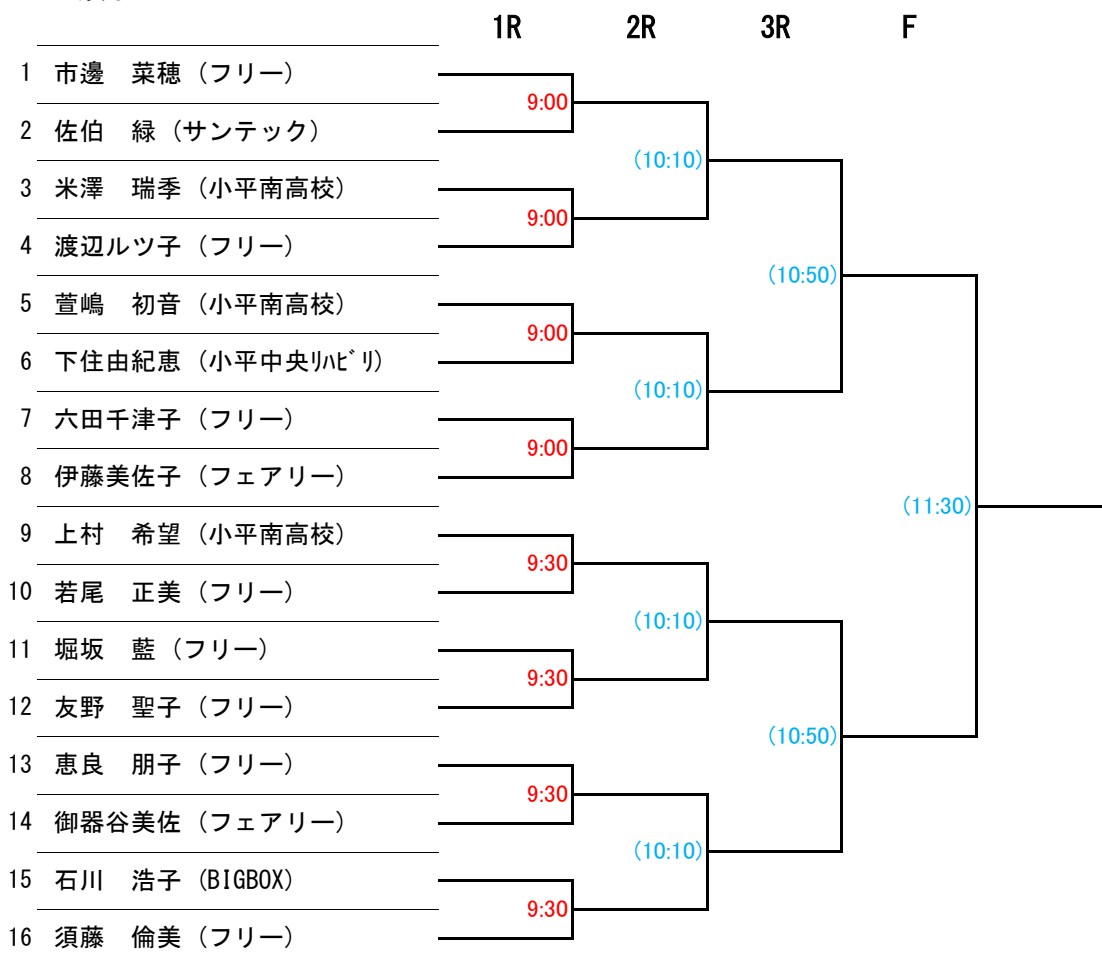 1R 2R 3R F
1 市邊　菜穂（フリー）
9:00
2 佐伯　緑（サンテック）
(10:10)
3 米澤　瑞季（小平南高校）
9:00
4 渡辺ルツ子（フリー）
(10:50)
5 萱嶋　初音（小平南高校）
9:00
6 下住由紀恵（小平中央ﾘﾊﾋﾞﾘ）
(10:10)
7 六田千津子（フリー）
9:00
8 伊藤美佐子（フェアリー）
(11:30)
9 上村　希望（小平南高校）
9:30
10 若尾　正美（フリー）
(10:10)
11 堀坂　藍（フリー）
9:30
12 友野　聖子（フリー）
(10:50)
13 恵良　朋子（フリー）
9:30
14 御器谷美佐（フェアリー）
(10:10)
15 石川　浩子（BIGBOX）
9:30
16 須藤　倫美（フリー）